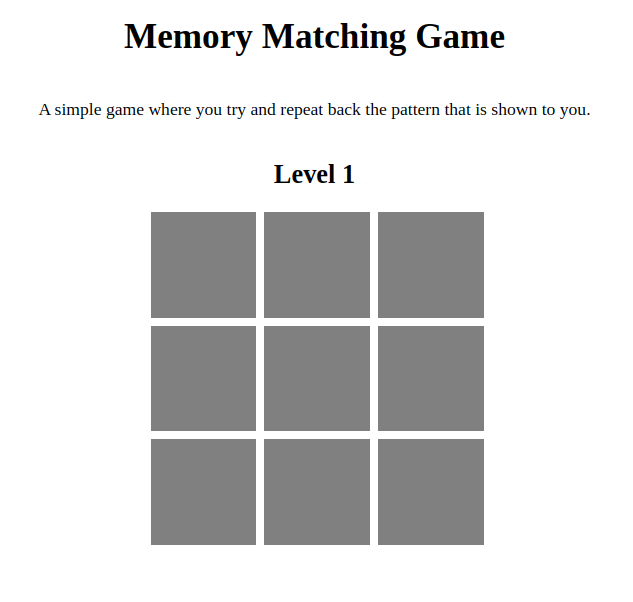 Memory Matching Game
A simple game where you try and repeat back the pattern that is shown to you.
Level 1